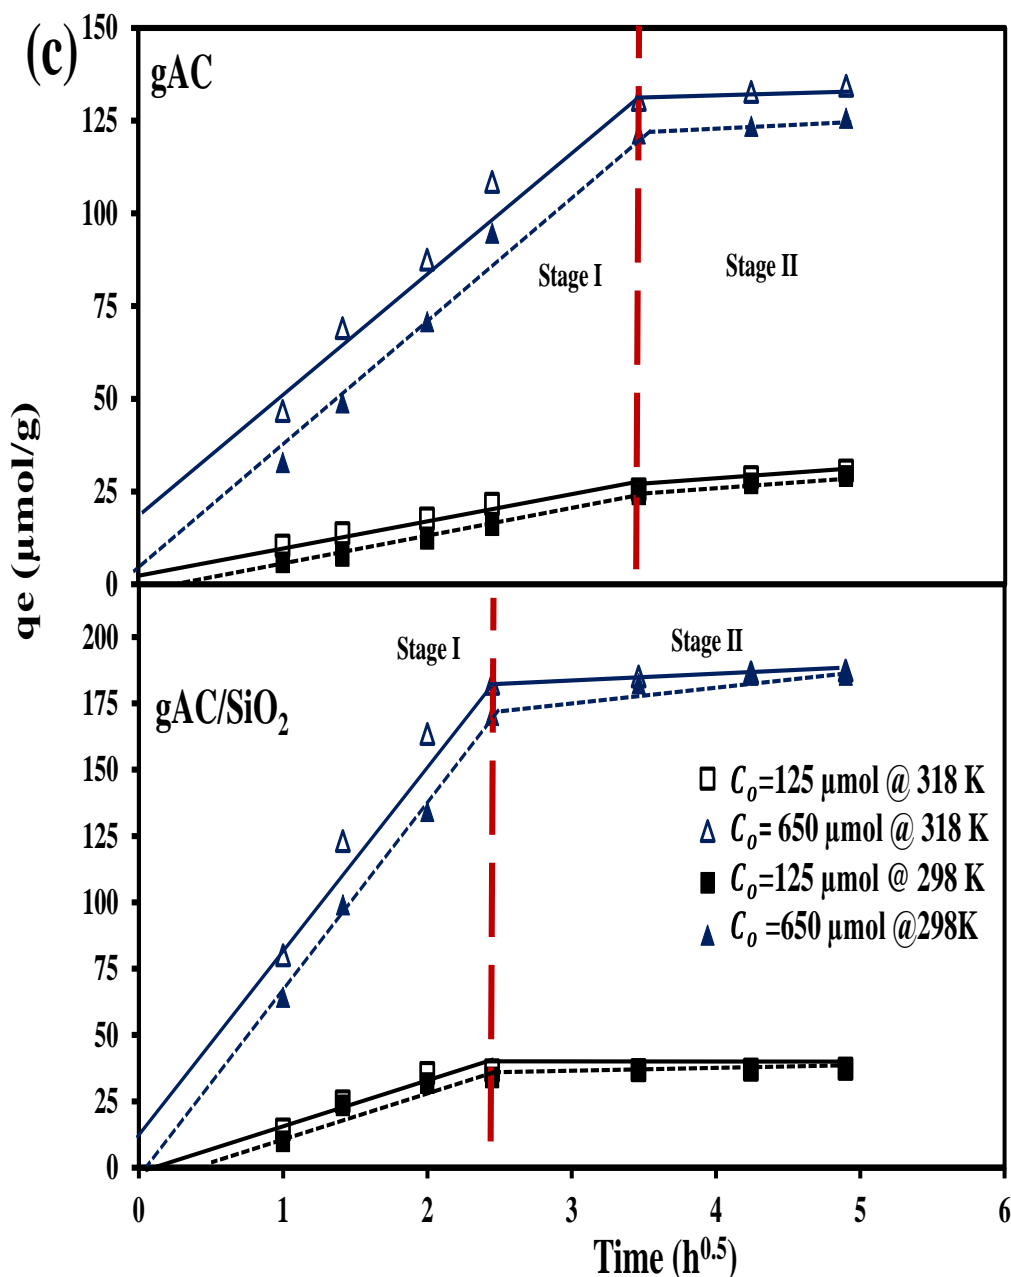 (c)
gAC
150
125
100
75
50
25
0
Stage I
Stage II
qe (µmol/g)
200
175
150
125
100
75
50
25
0
Stage I
Stage II
gAC/SiO₂
Cₒ=125 µmol @ 318 K
Cₒ= 650 µmol @ 318 K
Cₒ=125 µmol @ 298 K
Cₒ =650 µmol @298K
0 1 2 3 4 5 6
Time (h⁰·⁵)